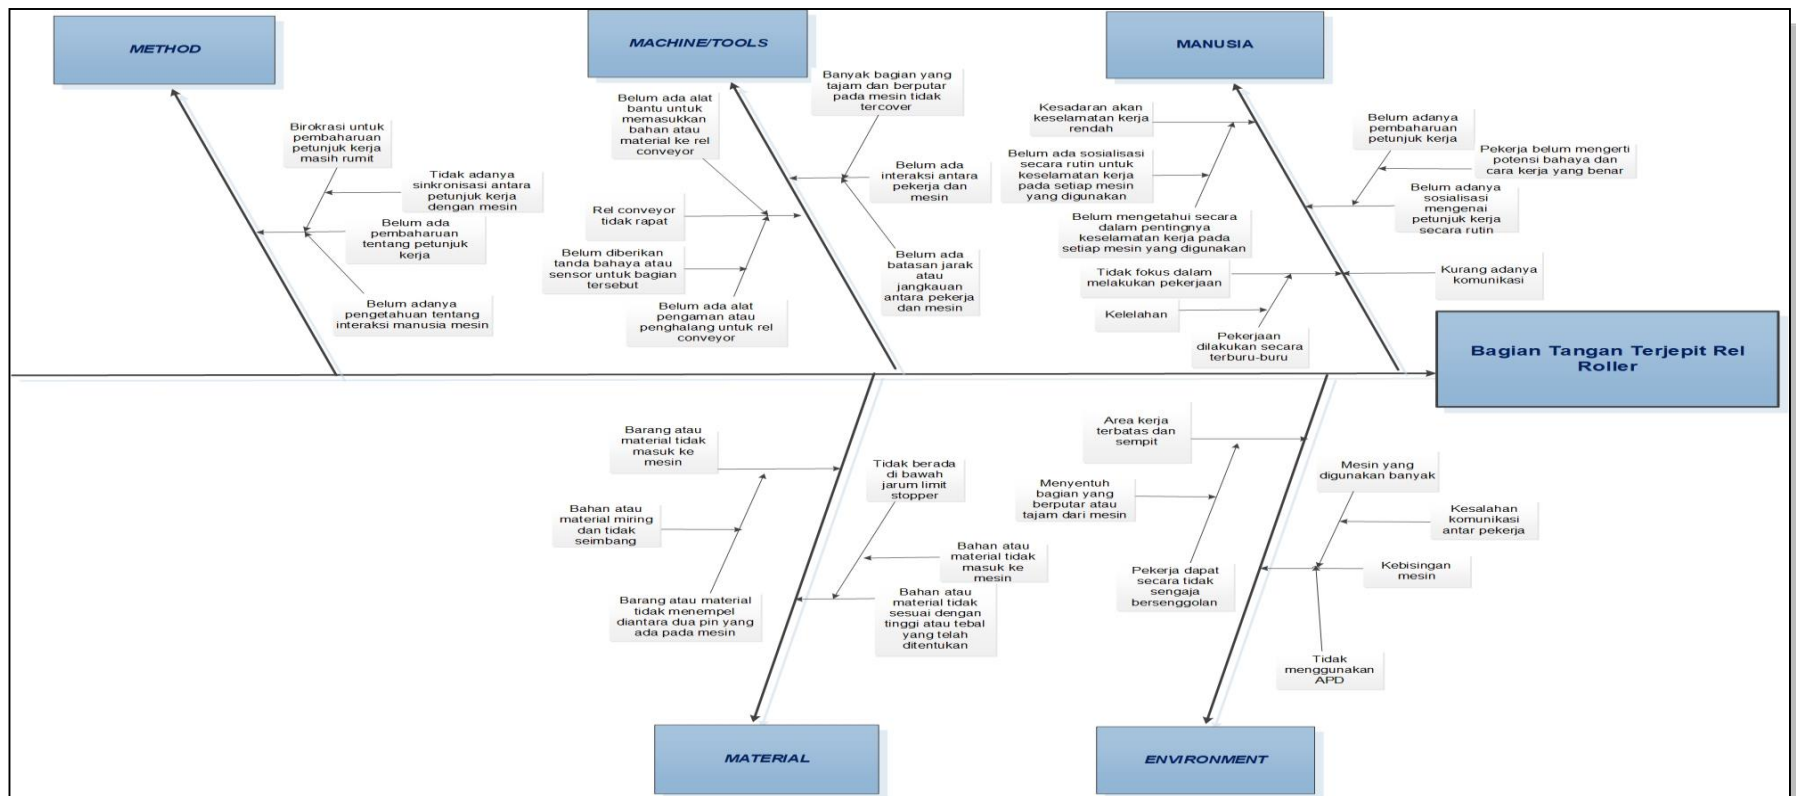 METHOD
MACHINE/TOOLS
MANUSIA
Birokrasi untuk
pembaharuan
petunjuk kerja
masih rumit
Tidak adanya
sinkronisasi antara
petunjuk kerja
dengan mesin
Belum ada
pembaharuan
tentang petunjuk
kerja
Belum adanya
pengetahuan tentang
interaksi manusia mesin
Belum ada alat
bantu untuk
memasukkan
bahan atau
material ke rel
conveyor
Banyak bagian yang
tajam dan berputar
pada mesin tidak
tercover
Belum ada
interaksi antara
pekerja dan
mesin
Rel conveyor
tidak rapat
Belum diberikan
tanda bahaya atau
sensor untuk bagian
tersebut
Belum ada alat
pengaman atau
penghalang untuk rel
conveyor
Belum ada
batasan jarak
atau
jangkauan
antara pekerja
dan mesin
Kesadaran akan
keselamatan kerja
rendah
Belum ada sosialisasi
secara rutin untuk
keselamatan kerja
pada setiap mesin
yang digunakan
Belum mengetahui secara
dalam pentingnya
keselamatan kerja pada
setiap mesin yang digunakan
Belum adanya
pembaharuan
petunjuk kerja
Pekerja belum mengerti
potensi bahaya dan
cara kerja yang benar
Belum adanya
sosialisasi
mengenai
petunjuk kerja
secara rutin
Tidak fokus dalam
melakukan pekerjaan
Kelelahan
Pekerjaan
dilakukan secara
terburu-buru
Kurang adanya
komunikasi
Bagian Tangan Terjepit Rel
Roller
Barang atau
material tidak
masuk ke
mesin
Bahan atau
material miring
dan tidak
seimbang
Barang atau material
tidak menempel
diantara dua pin yang
ada pada mesin
Tidak berada
di bawah
jarum limit
stopper
Bahan atau
material tidak
masuk ke
mesin
Bahan atau
material tidak
sesuai dengan
tinggi atau tebal
yang telah
ditentukan
Area kerja
terbatas dan
sempit
Menyentuh
bagian yang
berputar atau
tajam dari mesin
Pekerja dapat
secara tidak
sengaja
bersenggolan
Mesin yang
digunakan banyak
Kesalahan
komunikasi
antar pekerja
Kebisingan
mesin
Tidak
menggunakan
APD
MATERIAL
ENVIRONMENT